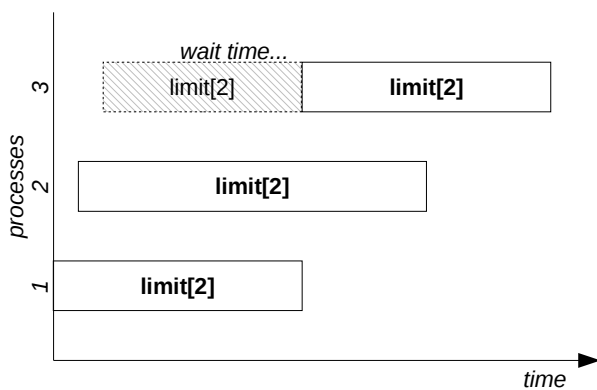 wait time...
3
limit[2]
limit[2]
processes
2
limit[2]
1
limit[2]
time